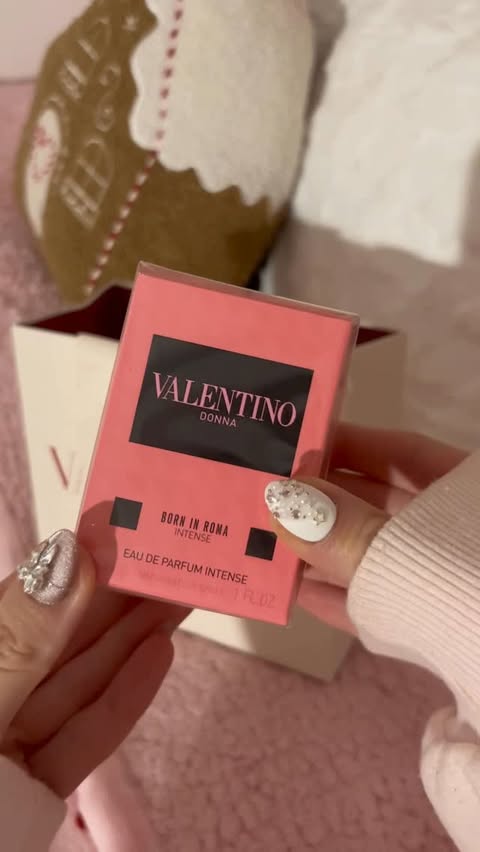 VALENTINO
DONNA
BORN IN ROMA
INTENSE
EAU DE PARFUM INTENSE
1 FL.OZ.
V